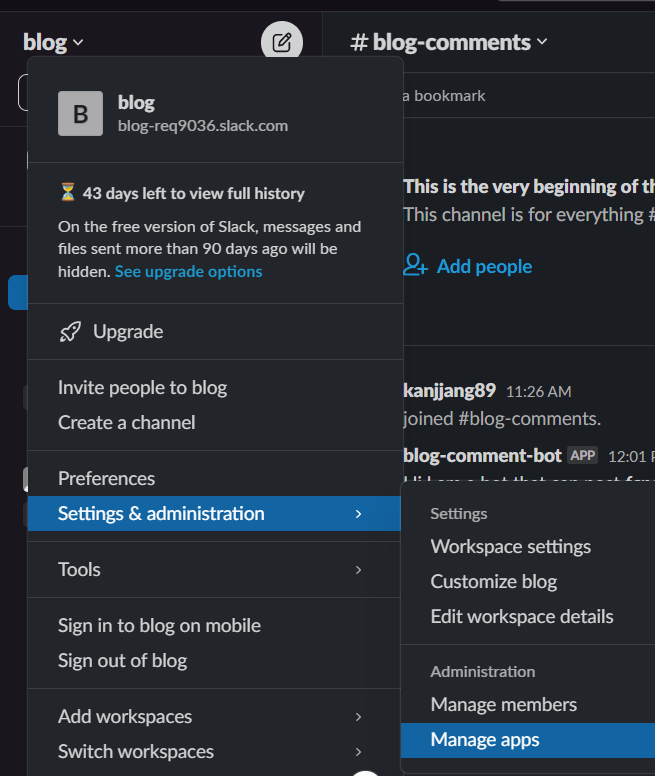 blog
# blog-comments
B
blog
blog-req9036.slack.com
a bookmark
43 days left to view full history
On the free version of Slack, messages and
files sent more than 90 days ago will be
hidden. See upgrade options
This is the very beginning of
This channel is for everything #
Add people
Upgrade
Invite people to blog
Create a channel
kanjjang89 11:26 AM
joined #blog-comments.
blog-comment-bot APP 12:01
Preferences
Settings & administration
Tools
Sign in to blog on mobile
Sign out of blog
Add workspaces
Switch workspaces
Settings
Workspace settings
Customize blog
Edit workspace details
Administration
Manage members
Manage apps